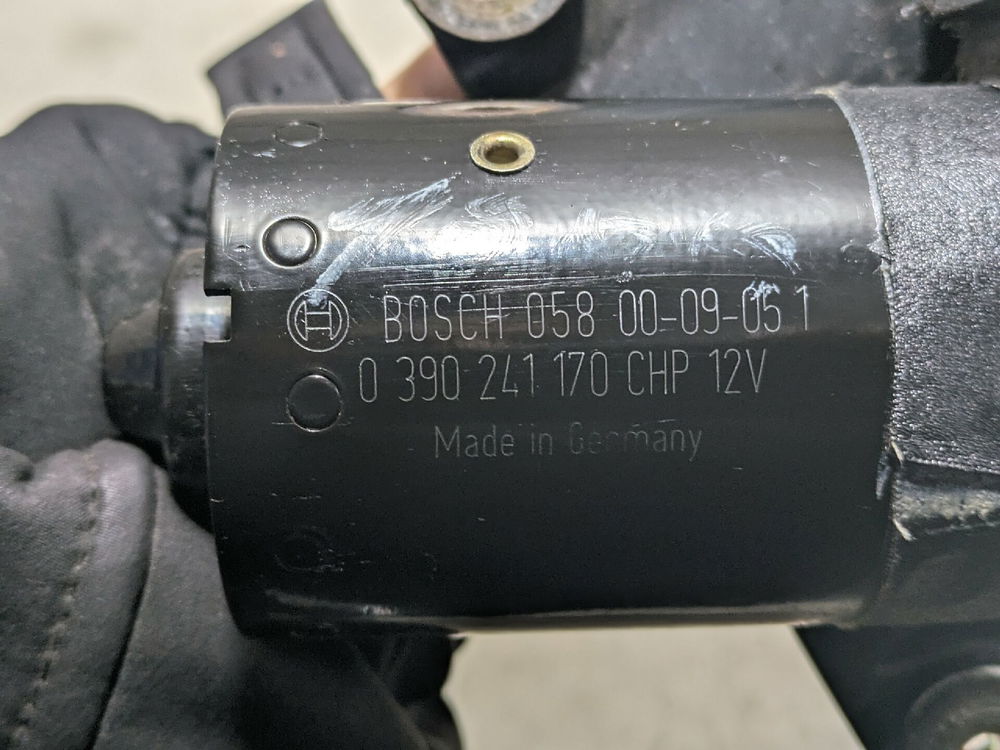 BOSCH 058 00-09-05 1
0 390 241 170 CHP 12V
Made in Germany